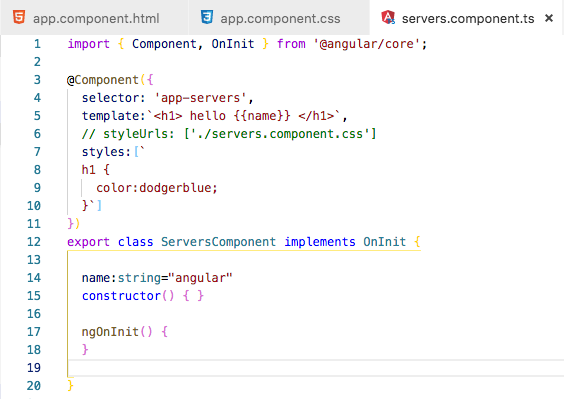 app.component.html app.component.css servers.component.ts ×
1 import { Component, OnInit } from '@angular/core';
2
3 @Component({
4 selector: 'app-servers',
5 template:`<h1> hello {{name}} </h1>`,
6 // styleUrls: ['./servers.component.css']
7 styles:[`
8 h1 {
9 color:dodgerblue;
10 }`]
11 })
12 export class ServersComponent implements OnInit {
13
14 name:string="angular"
15 constructor() { }
16
17 ngOnInit() {
18 }
19
20 }